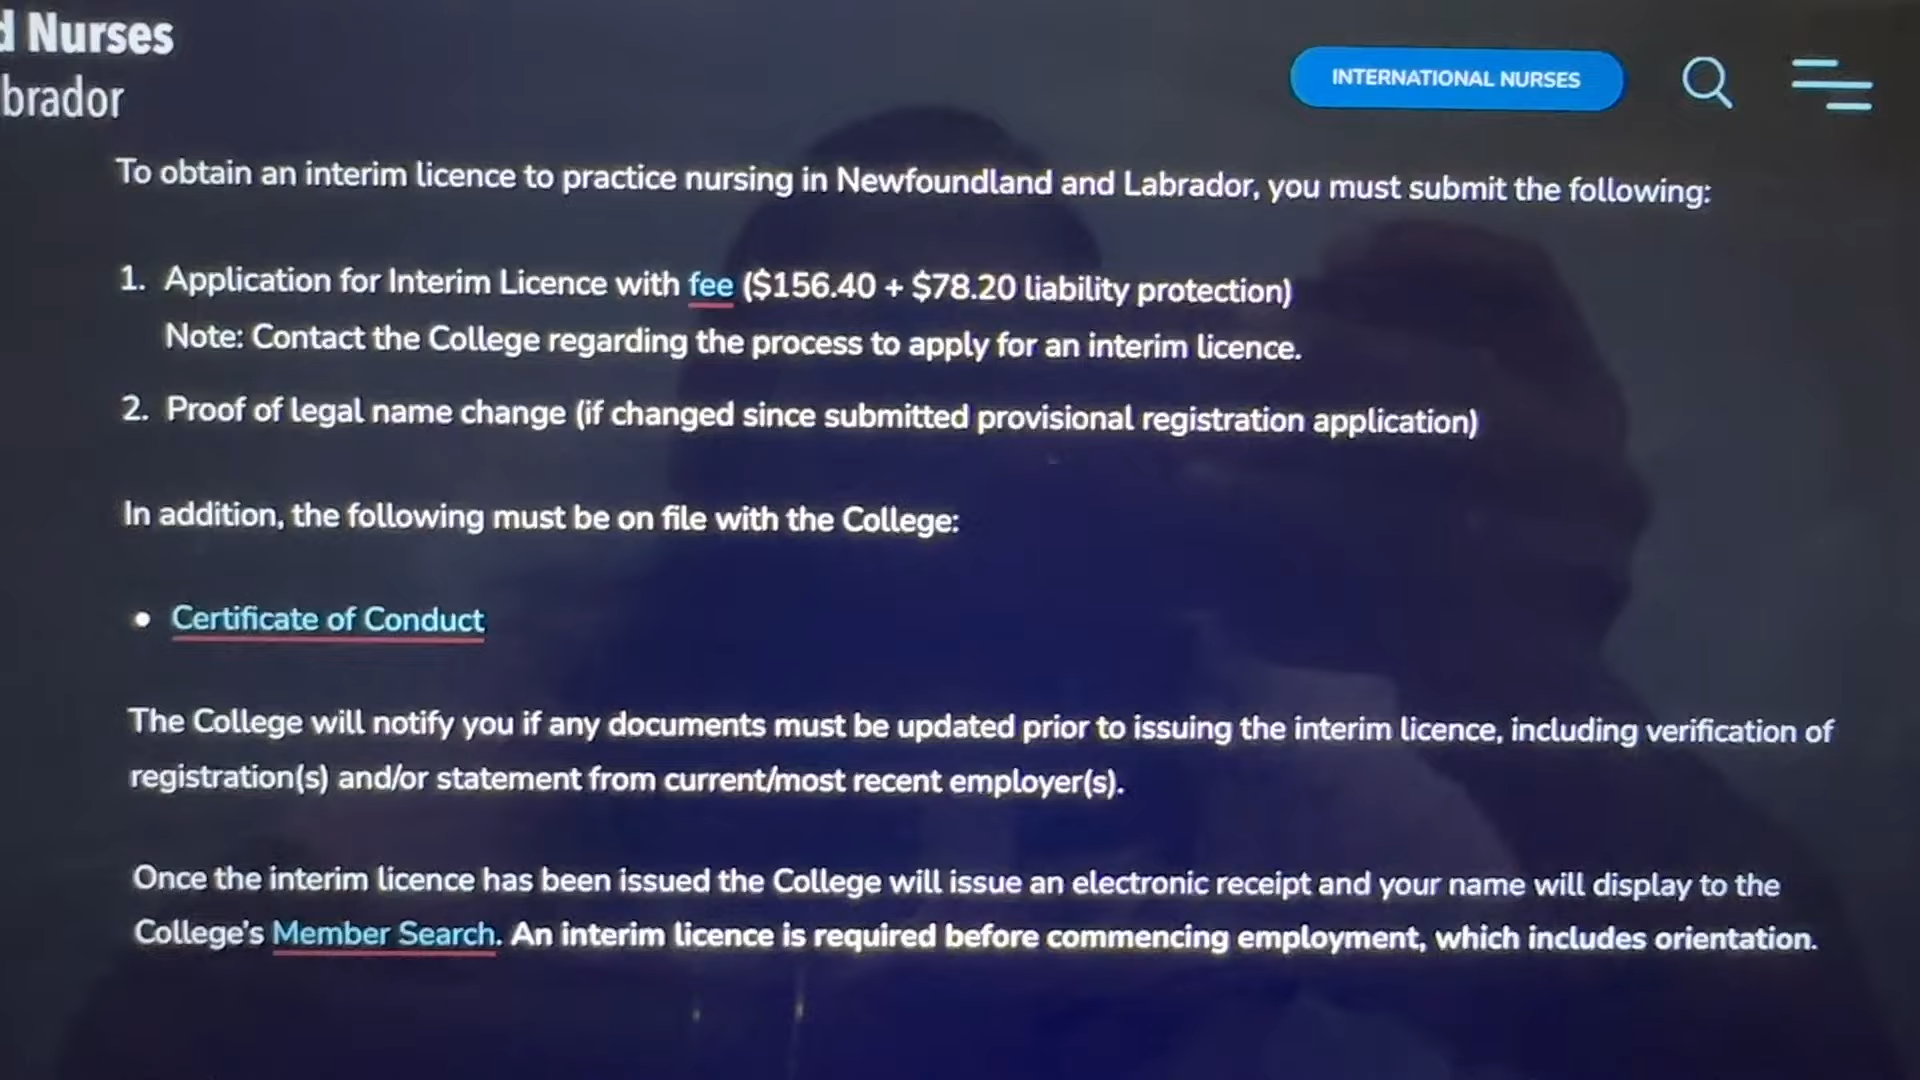 Nurses
brador
INTERNATIONAL NURSES
To obtain an interim licence to practice nursing in Newfoundland and Labrador, you must submit the following:
1. Application for Interim Licence with fee ($156.40 + $78.20 liability protection)
Note: Contact the College regarding the process to apply for an interim licence.
2. Proof of legal name change (if changed since submitted provisional registration application)
In addition, the following must be on file with the College:
• Certificate of Conduct
The College will notify you if any documents must be updated prior to issuing the interim licence, including verification of
registration(s) and/or statement from current/most recent employer(s).
Once the interim licence has been issued the College will issue an electronic receipt and your name will display to the
College's Member Search. An interim licence is required before commencing employment, which includes orientation.